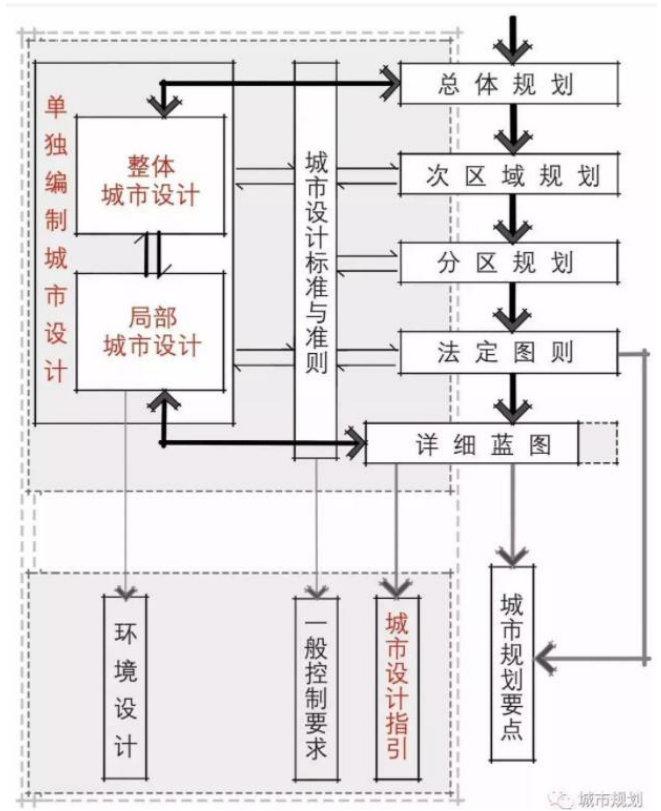 单独编制城市设计
整体
城市设计
局部
城市设计
城市设计标准与准则
总体规划
次区域规划
分区规划
法定图则
详细蓝图
环境设计
一般控制要求
城市设计指引
城市规划要点
城市规划